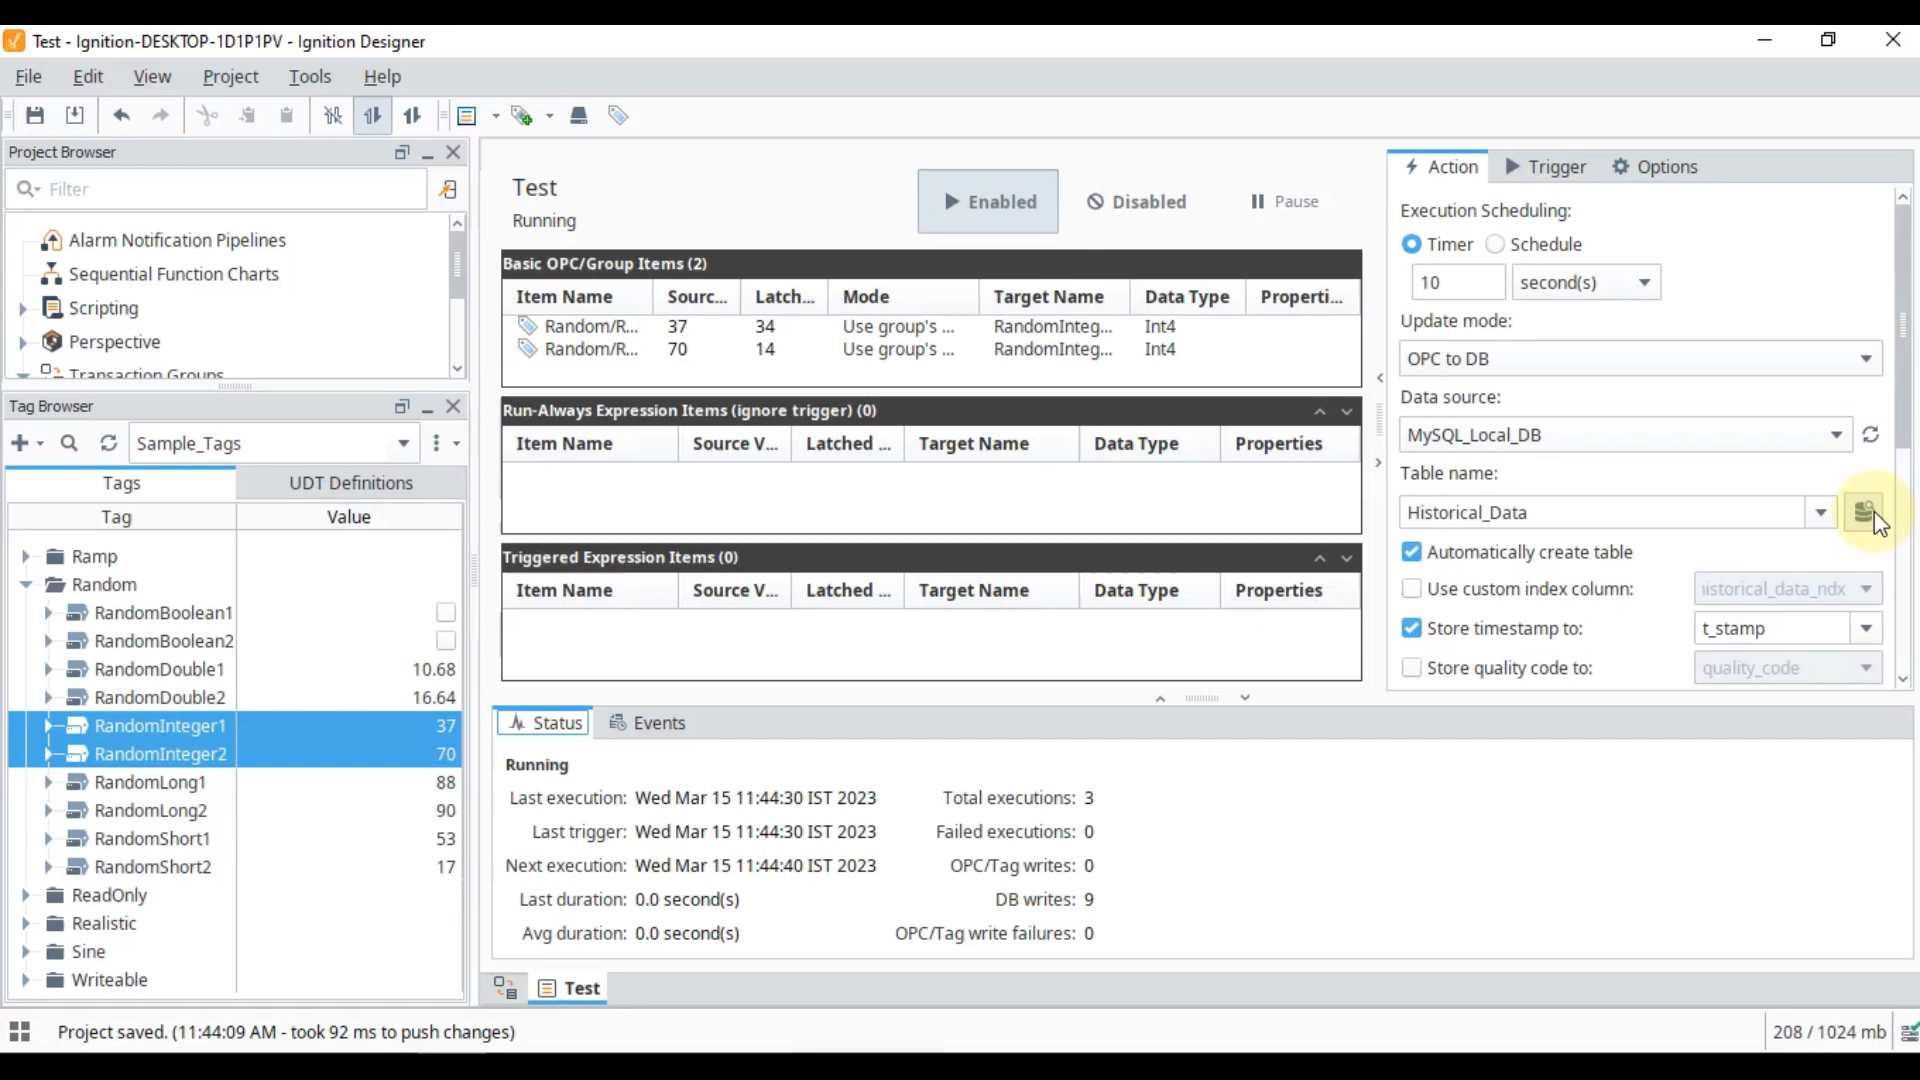 Test - Ignition-DESKTOP-1D1P1PV - Ignition Designer
File Edit View Project Tools Help
Project Browser
Filter
Alarm Notification Pipelines
Sequential Function Charts
Scripting
Perspective
Transaction Groups
Tag Browser
Sample_Tags
Tags UDT Definitions
Tag Value
Ramp
Random
RandomBoolean1
RandomBoolean2
RandomDouble1 10.68
RandomDouble2 16.64
RandomInteger1 37
RandomInteger2 70
RandomLong1 88
RandomLong2 90
RandomShort1 53
RandomShort2 17
ReadOnly
Realistic
Sine
Writeable
Test
Running
Enabled Disabled Pause
Basic OPC/Group Items (2)
Item Name Sourc... Latch... Mode Target Name Data Type Properti...
Random/R... 37 34 Use group's ... RandomInteg... Int4
Random/R... 70 14 Use group's ... RandomInteg... Int4
Run-Always Expression Items (ignore trigger) (0)
Item Name Source V... Latched ... Target Name Data Type Properties
Triggered Expression Items (0)
Item Name Source V... Latched ... Target Name Data Type Properties
Action Trigger Options
Execution Scheduling:
Timer Schedule
10 second(s)
Update mode:
OPC to DB
Data source:
MySQL_Local_DB
Table name:
Historical_Data
Automatically create table
Use custom index column: istorical_data_ndx
Store timestamp to: t_stamp
Store quality code to: quality_code
Status Events
Running
Last execution: Wed Mar 15 11:44:30 IST 2023 Total executions: 3
Last trigger: Wed Mar 15 11:44:30 IST 2023 Failed executions: 0
Next execution: Wed Mar 15 11:44:40 IST 2023 OPC/Tag writes: 0
Last duration: 0.0 second(s) DB writes: 9
Avg duration: 0.0 second(s) OPC/Tag write failures: 0
Test
Project saved. (11:44:09 AM - took 92 ms to push changes) 208 / 1024 mb